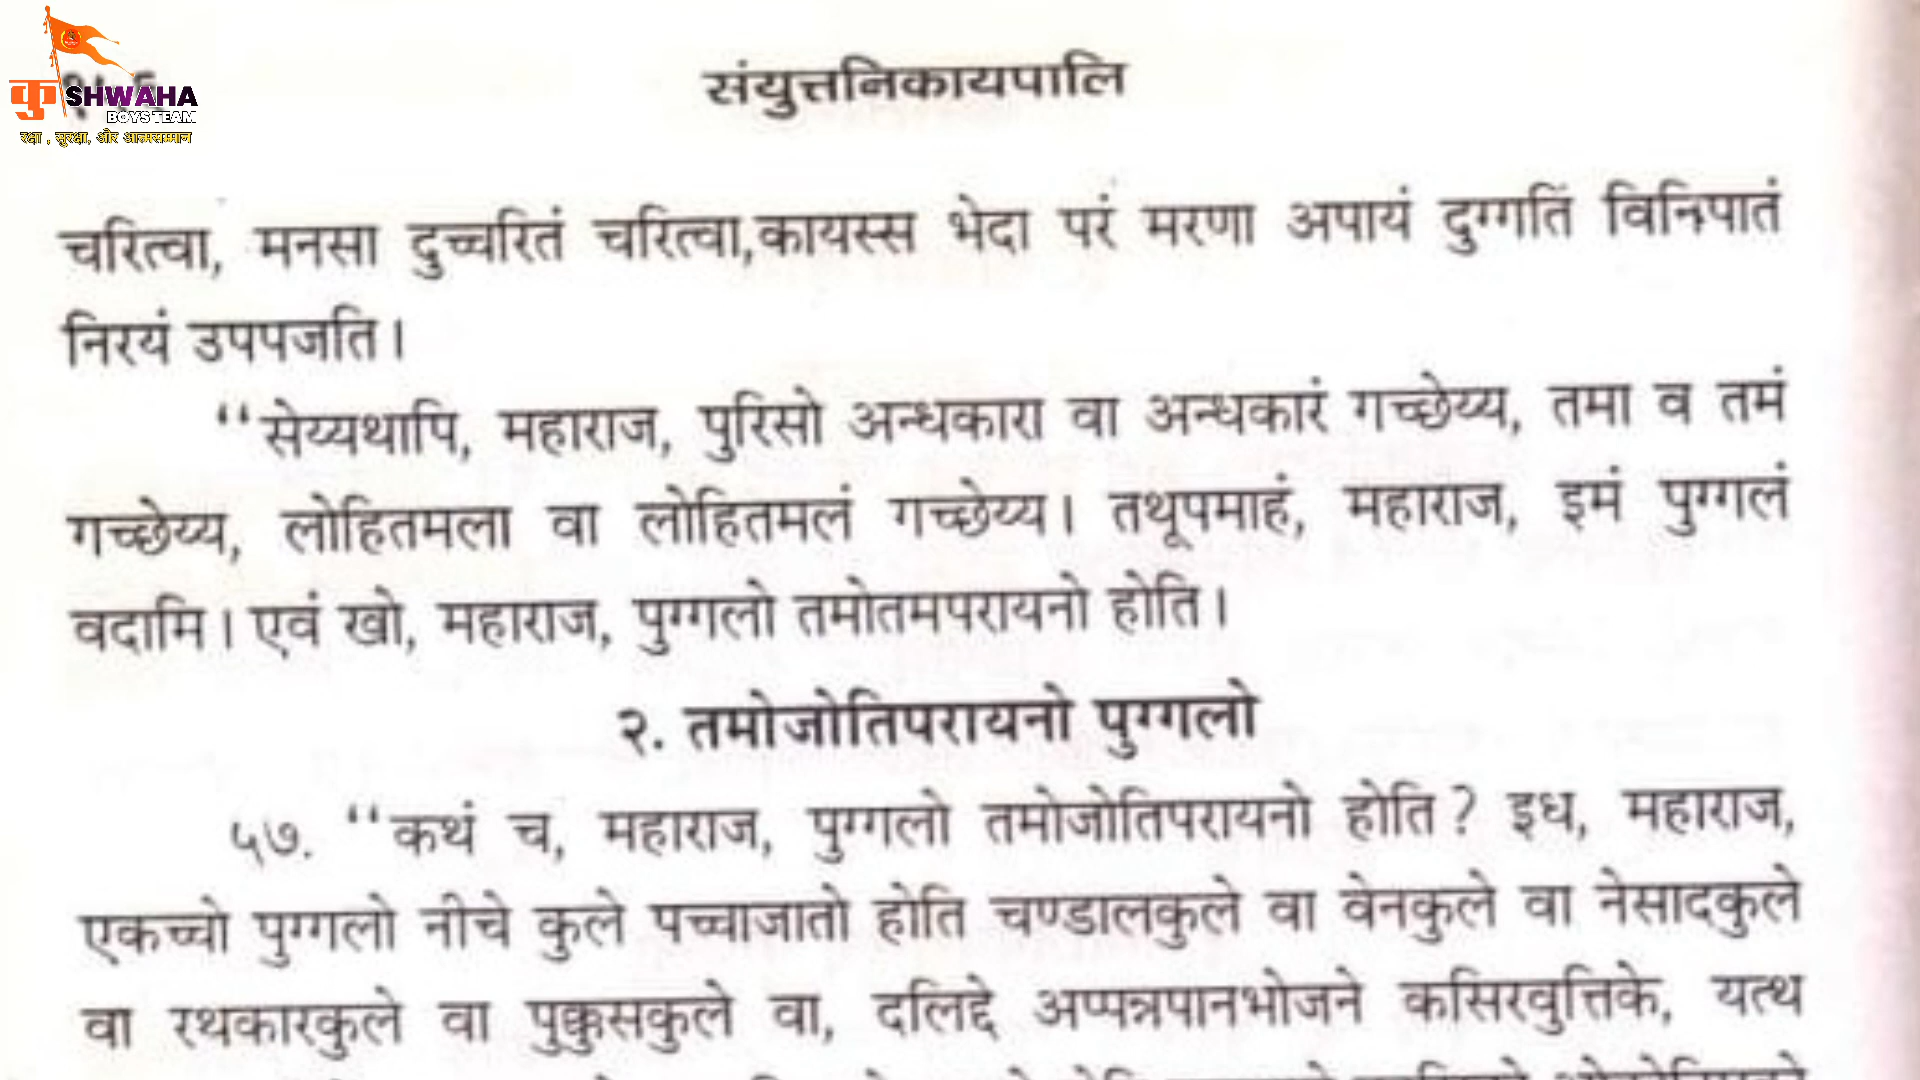 कुSHWAHA
BOYS TEAM
रक्षा , सुरक्षा, और आत्मसम्मान
संयुत्तनिकायपालि
चरित्वा, मनसा दुच्चरितं चरित्वा,कायस्स भेदा परं मरणा अपायं दुग्गतिं विनिपातं
निरयं उपपजति।
“सेय्यथापि, महाराज, पुरिसो अन्धकारा वा अन्धकारं गच्छेय्य, तमा व तमं
गच्छेय्य, लोहितमला वा लोहितमलं गच्छेय्य। तथूपमाहं, महाराज, इमं पुग्गलं
वदामि। एवं खो, महाराज, पुग्गलो तमोतमपरायनो होति।
२. तमोजोतिपरायनो पुग्गलो
५७. “कथं च, महाराज, पुग्गलो तमोजोतिपरायनो होति? इध, महाराज,
एकच्चो पुग्गलो नीचे कुले पच्चाजातो होति चण्डालकुले वा वेनकुले वा नेसादकुले
वा रथकारकुले वा पुक्कुसकुले वा, दलिद्दे अप्पन्नपानभोजने कसिरवुत्तिके, यत्थ